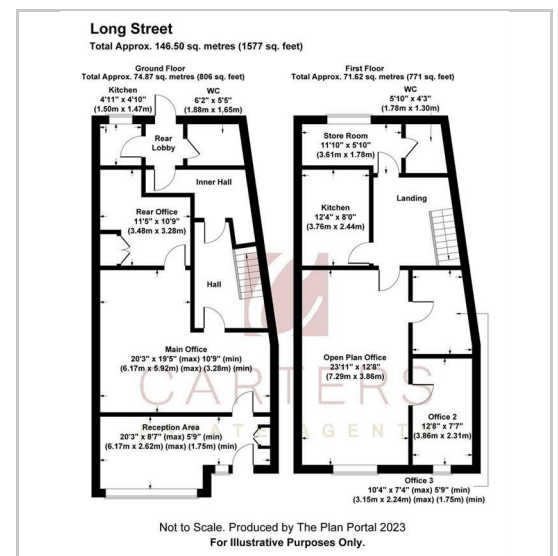 Long Street
Total Approx. 146.50 sq. metres (1577 sq. feet)
Ground Floor
Total Approx. 74.87 sq. metres (806 sq. feet)
Kitchen
4'11" x 4'10"
(1.50m x 1.47m)
WC
6'2" x 5'5"
(1.88m x 1.65m)
Rear
Lobby
Inner Hall
Rear Office
11'5" x 10'9"
(3.48m x 3.28m)
Hall
Main Office
20'3" x 19'5" (max) 10'9" (min)
(6.17m x 5.92m) (max) (3.28m) (min)
Reception Area
20'3" x 8'7" (max) 5'9" (min)
(6.17m x 2.62m) (max) (1.75m) (min)
First Floor
Total Approx. 71.62 sq. metres (771 sq. feet)
WC
5'10" x 4'3"
(1.78m x 1.30m)
Store Room
11'10" x 5'10"
(3.61m x 1.78m)
Kitchen
12'4" x 8'0"
(3.76m x 2.44m)
Landing
Open Plan Office
23'11" x 12'8"
(7.29m x 3.86m)
Office 2
12'8" x 7'7"
(3.86m x 2.31m)
Office 3
10'4" x 7'4" (max) 5'9" (min)
(3.15m x 2.24m) (max) (1.75m) (min)
CARTERS
Not to Scale. Produced by The Plan Portal 2023
For Illustrative Purposes Only.